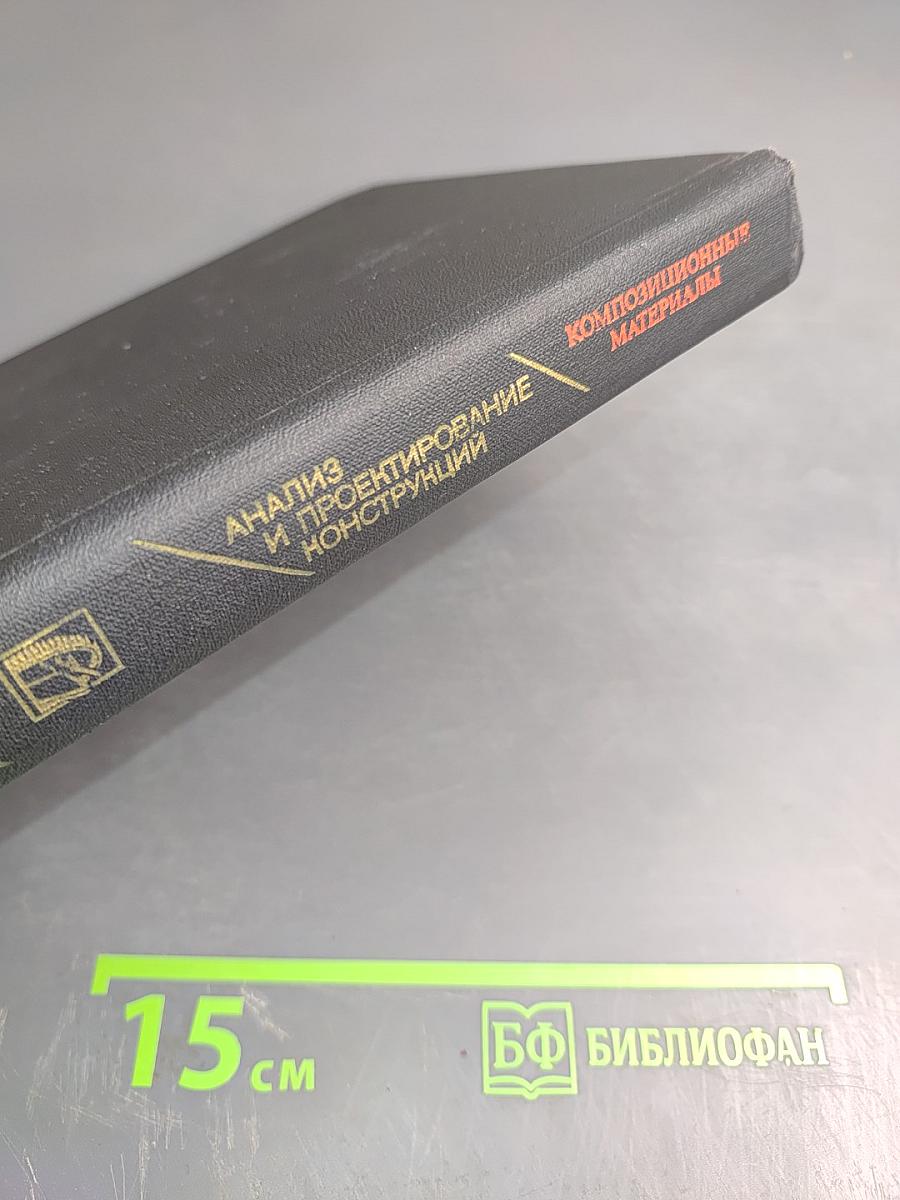 КОМПОЗИЦИОННЫЕ
МАТЕРИАЛЫ
АНАЛИЗ
И ПРОЕКТИРОВАНИЕ
КОНСТРУКЦИЙ
15 см
БФ БИБЛИОФАН